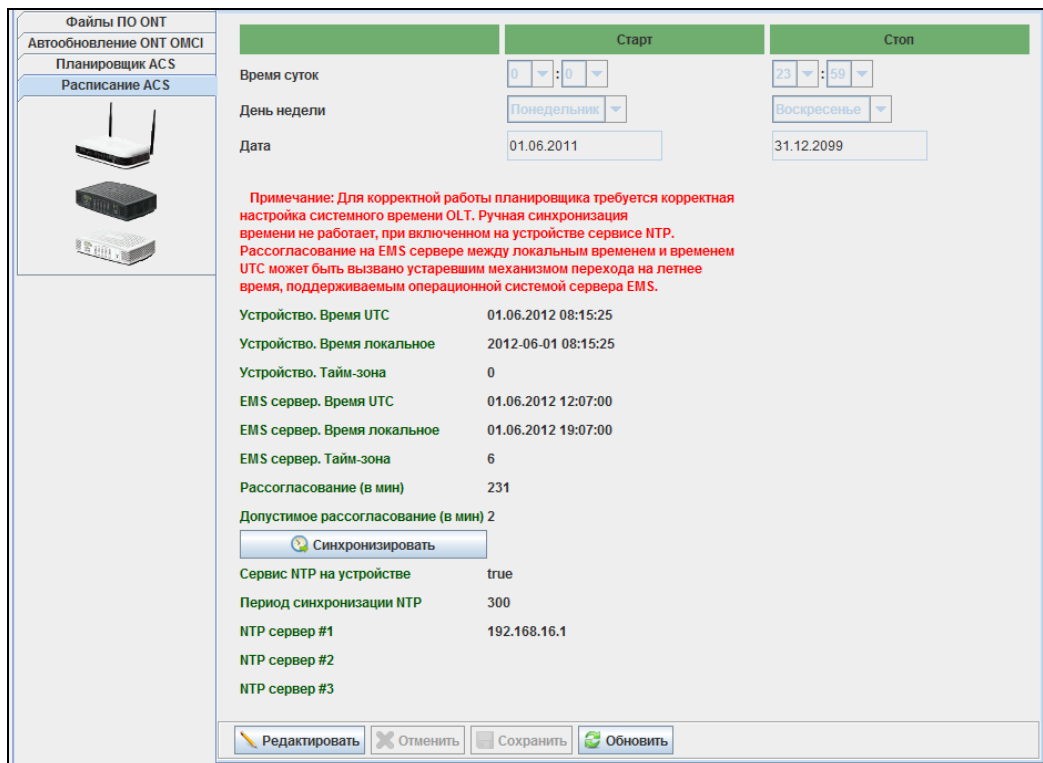 Файлы ПО ONT
Автообновление ONT OMCI
Планировщик ACS
Расписание ACS
Старт Стоп
Время суток 0 : 0 23 : 59
День недели Понедельник Воскресенье
Дата 01.06.2011 31.12.2099
Примечание: Для корректной работы планировщика требуется корректная
настройка системного времени OLT. Ручная синхронизация
времени не работает, при включенном на устройстве сервисе NTP.
Рассогласование на EMS сервере между локальным временем и временем
UTC может быть вызвано устаревшим механизмом перехода на летнее
время, поддерживаемым операционной системой сервера EMS.
Устройство. Время UTC 01.06.2012 08:15:25
Устройство. Время локальное 2012-06-01 08:15:25
Устройство. Тайм-зона 0
EMS сервер. Время UTC 01.06.2012 12:07:00
EMS сервер. Время локальное 01.06.2012 19:07:00
EMS сервер. Тайм-зона 6
Рассогласование (в мин) 231
Допустимое рассогласование (в мин) 2
Синхронизировать
Сервис NTP на устройстве true
Период синхронизации NTP 300
NTP сервер #1 192.168.16.1
NTP сервер #2
NTP сервер #3
Редактировать Отменить Сохранить Обновить